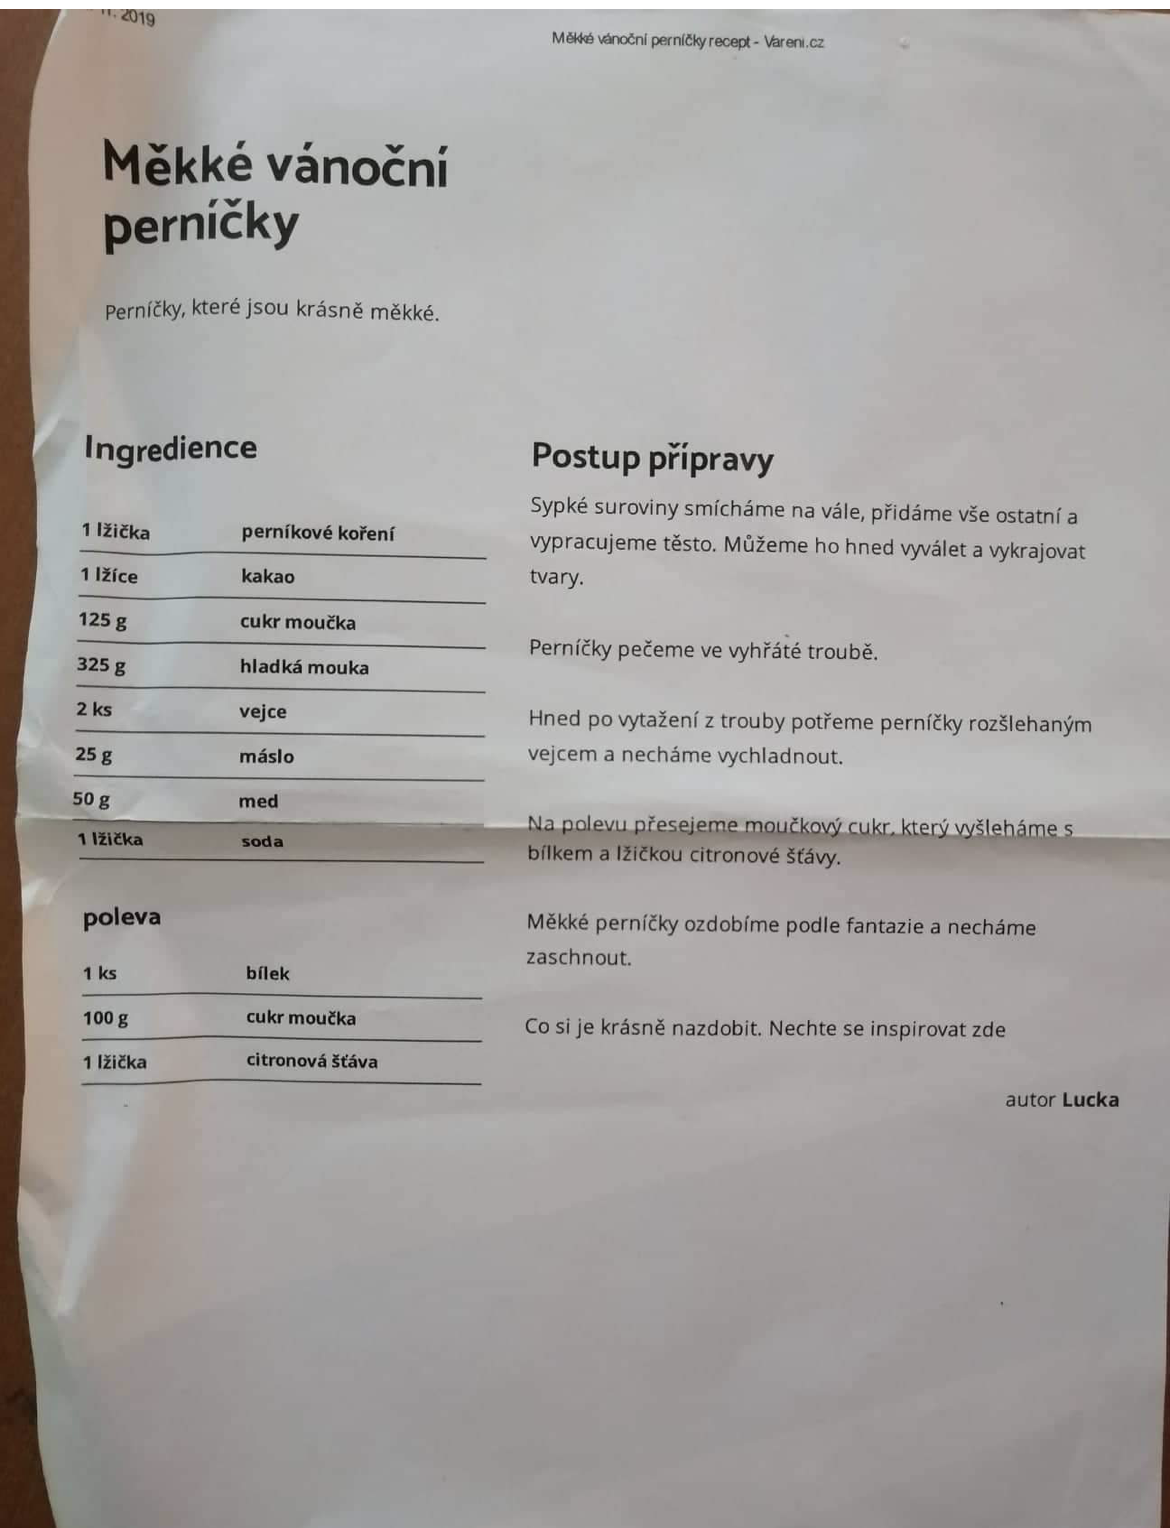 11. 2019
Měkké vánoční perníčky recept - Vareni.cz
Měkké vánoční
perníčky
Perníčky, které jsou krásně měkké.
Ingredience
1 lžička perníkové koření
1 lžíce kakao
125 g cukr moučka
325 g hladká mouka
2 ks vejce
25 g máslo
50 g med
1 lžička soda
poleva
1 ks bílek
100 g cukr moučka
1 lžička citronová šťáva
Postup přípravy
Sypké suroviny smícháme na vále, přidáme vše ostatní a
vypracujeme těsto. Můžeme ho hned vyválet a vykrajovat
tvary.
Perníčky pečeme ve vyhřáté troubě.
Hned po vytažení z trouby potřeme perníčky rozšlehaným
vejcem a necháme vychladnout.
Na polevu přesejeme moučkový cukr, který vyšleháme s
bílkem a lžičkou citronové šťávy.
Měkké perníčky ozdobíme podle fantazie a necháme
zaschnout.
Co si je krásně nazdobit. Nechte se inspirovat zde
autor Lucka